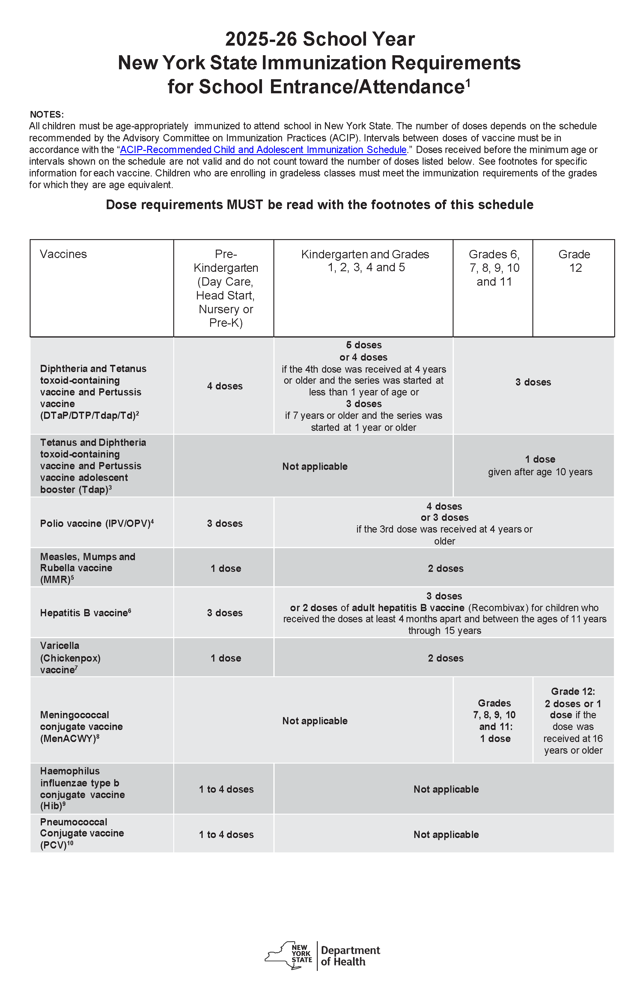 2025-26 School Year
New York State Immunization Requirements
for School Entrance/Attendance¹
NOTES:
All children must be age-appropriately immunized to attend school in New York State. The number of doses depends on the schedule
recommended by the Advisory Committee on Immunization Practices (ACIP). Intervals between doses of vaccine must be in
accordance with the “ACIP-Recommended Child and Adolescent Immunization Schedule.” Doses received before the minimum age or
intervals shown on the schedule are not valid and do not count toward the number of doses listed below. See footnotes for specific
information for each vaccine. Children who are enrolling in gradeless classes must meet the immunization requirements of the grades
for which they are age equivalent.
Dose requirements MUST be read with the footnotes of this schedule
Vaccines
Pre-
Kindergarten
(Day Care,
Head Start,
Nursery or
Pre-K)
Kindergarten and Grades
1, 2, 3, 4 and 5
Grades 6,
7, 8, 9, 10
and 11
Grade
12
Diphtheria and Tetanus
toxoid-containing
vaccine and Pertussis
vaccine
(DTaP/DTP/Tdap/Td)²
4 doses
5 doses
or 4 doses
if the 4th dose was received at 4 years
or older and the series was started at
less than 1 year of age or
3 doses
if 7 years or older and the series was
started at 1 year or older
3 doses
Tetanus and Diphtheria
toxoid-containing
vaccine and Pertussis
vaccine adolescent
booster (Tdap)³
Not applicable
1 dose
given after age 10 years
Polio vaccine (IPV/OPV)⁴
3 doses
4 doses
or 3 doses
if the 3rd dose was received at 4 years or
older
Measles, Mumps and
Rubella vaccine
(MMR)⁵
1 dose
2 doses
Hepatitis B vaccine⁶
3 doses
3 doses
or 2 doses of adult hepatitis B vaccine (Recombivax) for children who
received the doses at least 4 months apart and between the ages of 11 years
through 15 years
Varicella
(Chickenpox)
vaccine⁷
1 dose
2 doses
Meningococcal
conjugate vaccine
(MenACWY)⁸
Not applicable
Grades
7, 8, 9, 10
and 11:
1 dose
Grade 12:
2 doses or 1
dose if the
dose was
received at 16
years or older
Haemophilus
influenzae type b
conjugate vaccine
(Hib)⁹
1 to 4 doses
Not applicable
Pneumococcal
Conjugate vaccine
(PCV)¹⁰
1 to 4 doses
Not applicable
NEW
YORK
STATE
Department
of Health